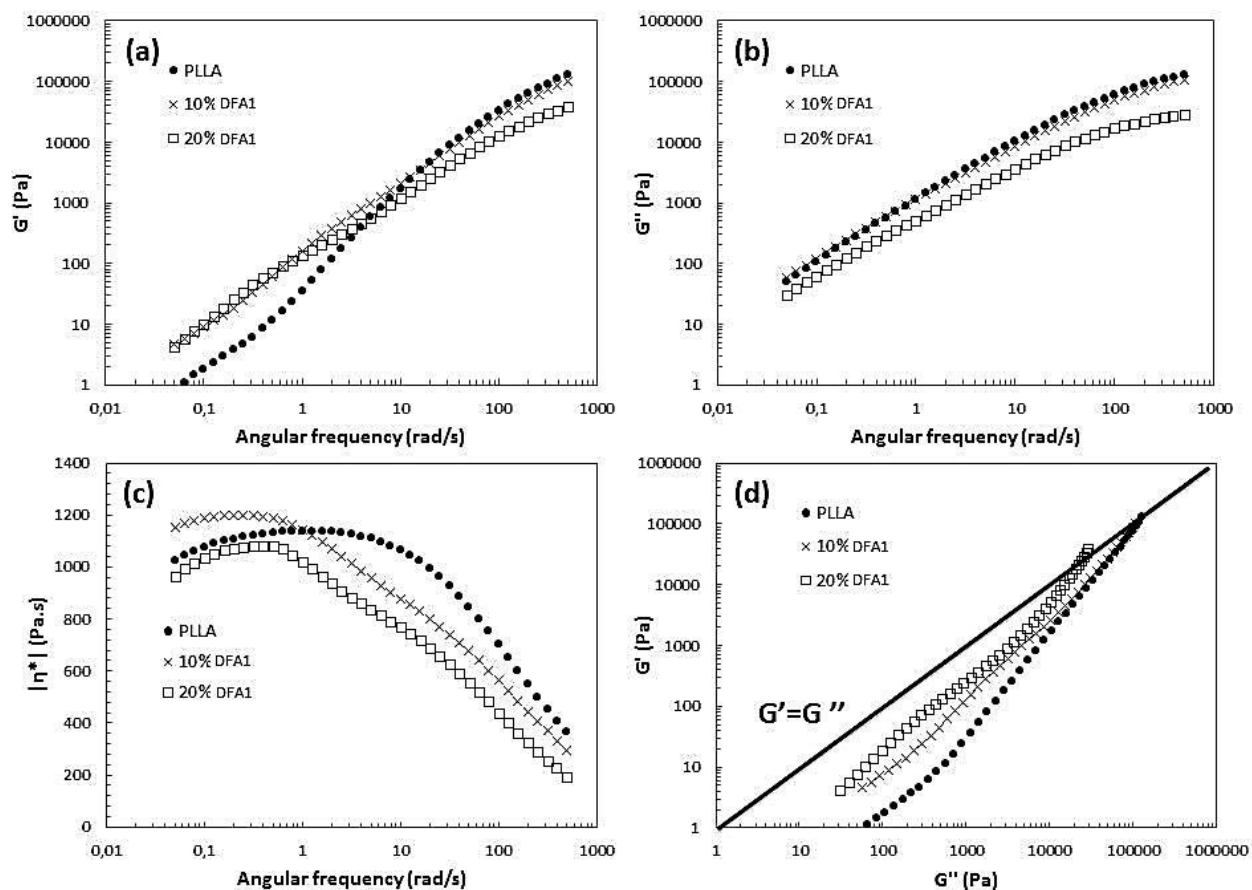 (a)
PLLA
10% DFA1
20% DFA1
1000000
100000
10000
1000
100
10
1
G' (Pa)
0,01
0,1
1
10
100
1000
Angular frequency (rad/s)
(b)
PLLA
10% DFA1
20% DFA1
1000000
100000
10000
1000
100
10
1
G'' (Pa)
0,01
0,1
1
10
100
1000
Angular frequency (rad/s)
(c)
PLLA
10% DFA1
20% DFA1
1400
1200
1000
800
600
400
200
0
|η*| (Pa.s)
0,01
0,1
1
10
100
1000
Angular frequency (rad/s)
(d)
PLLA
10% DFA1
20% DFA1
G'=G''
1000000
100000
10000
1000
100
10
1
G' (Pa)
1
10
100
1000
10000
100000
1000000
G'' (Pa)